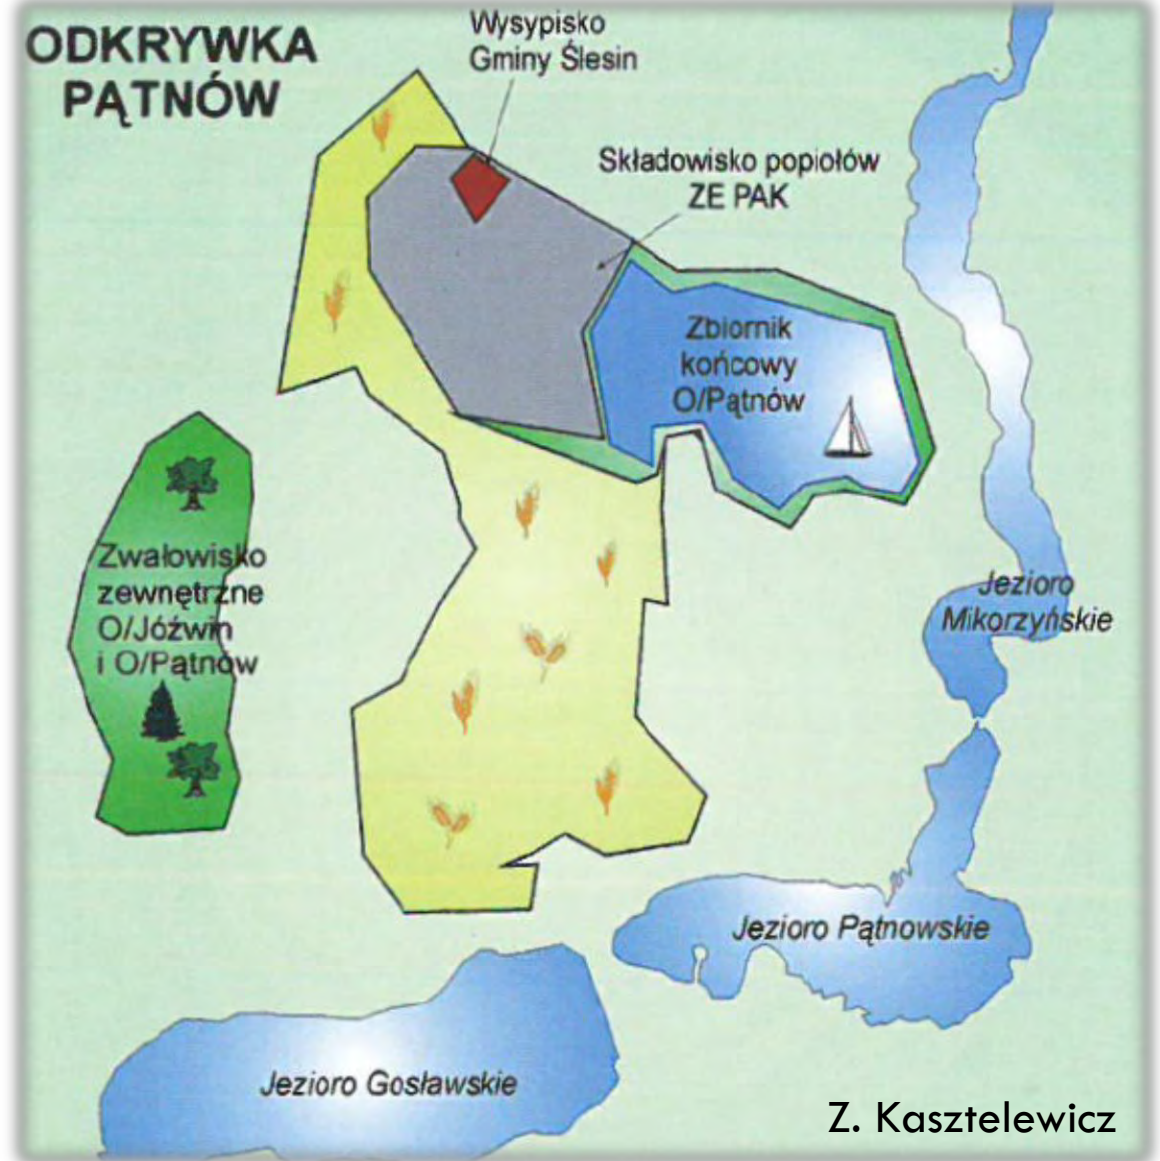 ODKRYWKA
PĄTNÓW
Wysypisko
Gminy Ślesin
Składowisko popiołów
ZE PAK
Zbiornik
końcowy
O/Pątnów
Zwałowisko
zewnętrzne
O/Jóźwin
i O/Pątnów
Jezioro
Mikorzyńskie
Jezioro Pątnowskie
Jezioro Gosławskie
Z. Kasztelewicz